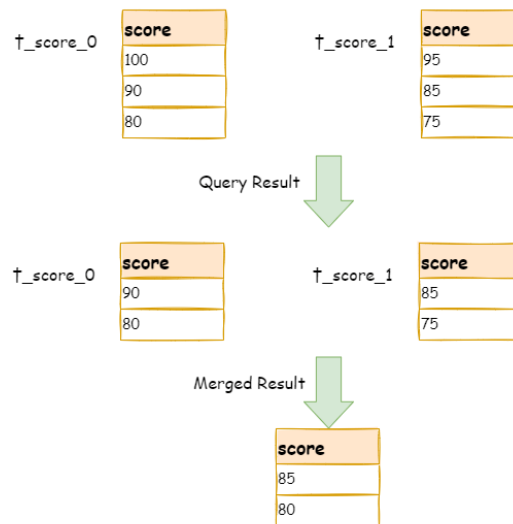 t_score_0
score
100
90
80
t_score_1
score
95
85
75
Query Result
t_score_0
score
90
80
t_score_1
score
85
75
Merged Result
score
85
80